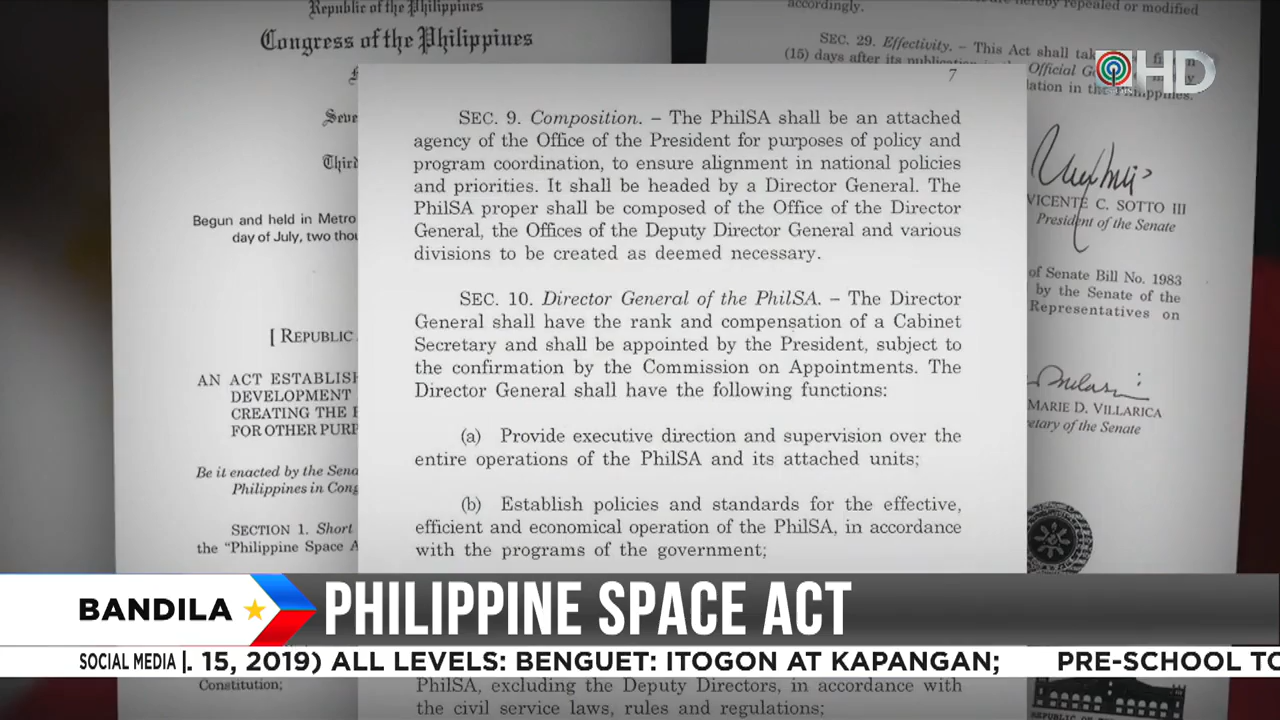 Republic of the Philippines
Congress of the Philippines
Begun and held in Metro
day of July, two thou
[ REPUBLIC
AN ACT ESTABLISH
DEVELOPMENT
CREATING THE
FOR OTHER PURP
Be it enacted by the Sena
Philippines in Cong
SECTION 1. Short
the "Philippine Space A
Constitution;
7
SEC. 9. Composition. – The PhilSA shall be an attached
agency of the Office of the President for purposes of policy and
program coordination, to ensure alignment in national policies
and priorities. It shall be headed by a Director General. The
PhilSA proper shall be composed of the Office of the Director
General, the Offices of the Deputy Director General and various
divisions to be created as deemed necessary.
SEC. 10. Director General of the PhilSA. – The Director
General shall have the rank and compensation of a Cabinet
Secretary and shall be appointed by the President, subject to
the confirmation by the Commission on Appointments. The
Director General shall have the following functions:
(a) Provide executive direction and supervision over the
entire operations of the PhilSA and its attached units;
(b) Establish policies and standards for the effective,
efficient and economical operation of the PhilSA, in accordance
with the programs of the government;
PhilSA, excluding the Deputy Directors, in accordance with
the civil service laws, rules and regulations;
hereby repealed or modified
accordingly.
SEC. 29. Effectivity. – This Act shall
(15) days after its
Official
in the Philippines.
HD
VICENTE C. SOTTO III
President of the Senate
of Senate Bill No. 1983
by the Senate of the
Representatives on
MARIE D. VILLARICA
etary of the Senate
BANDILA
PHILIPPINE SPACE ACT
SOCIAL MEDIA |. 15, 2019) ALL LEVELS: BENGUET: ITOGON AT KAPANGAN; PRE-SCHOOL TO